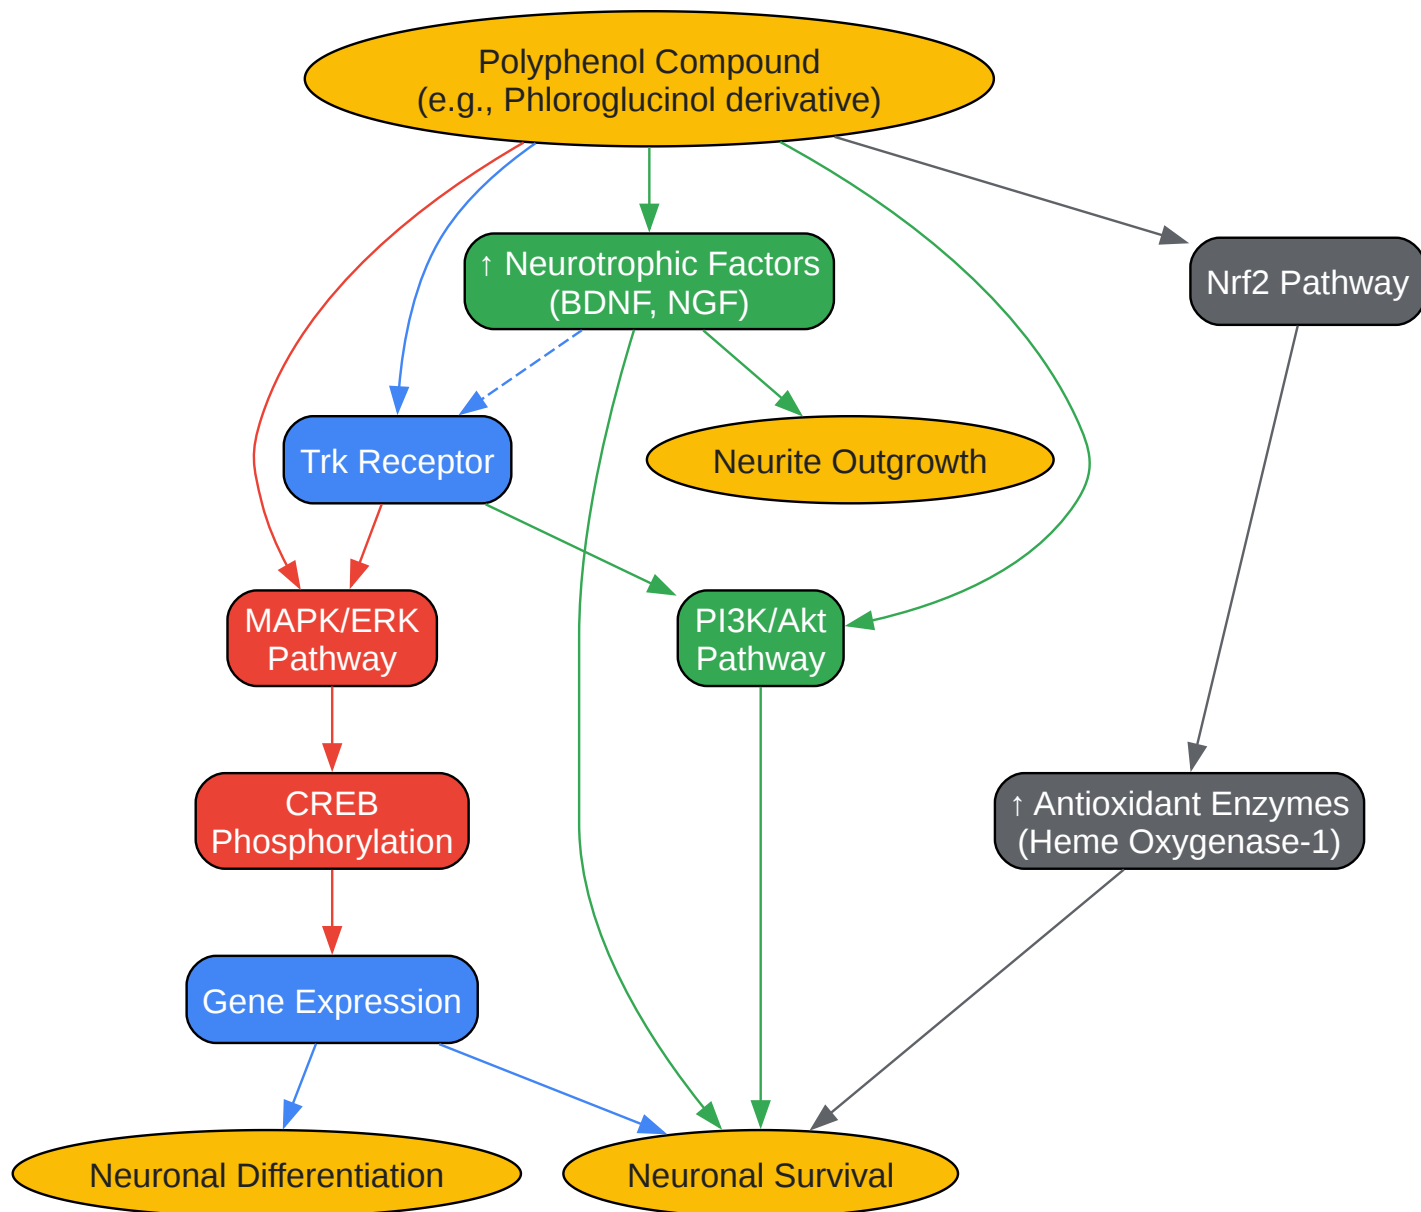 Polyphenol Compound
(e.g., Phloroglucinol derivative)
↑ Neurotrophic Factors
(BDNF, NGF)
Nrf2 Pathway
Trk Receptor
Neurite Outgrowth
MAPK/ERK
Pathway
PI3K/Akt
Pathway
CREB
Phosphorylation
↑ Antioxidant Enzymes
(Heme Oxygenase-1)
Gene Expression
Neuronal Differentiation
Neuronal Survival